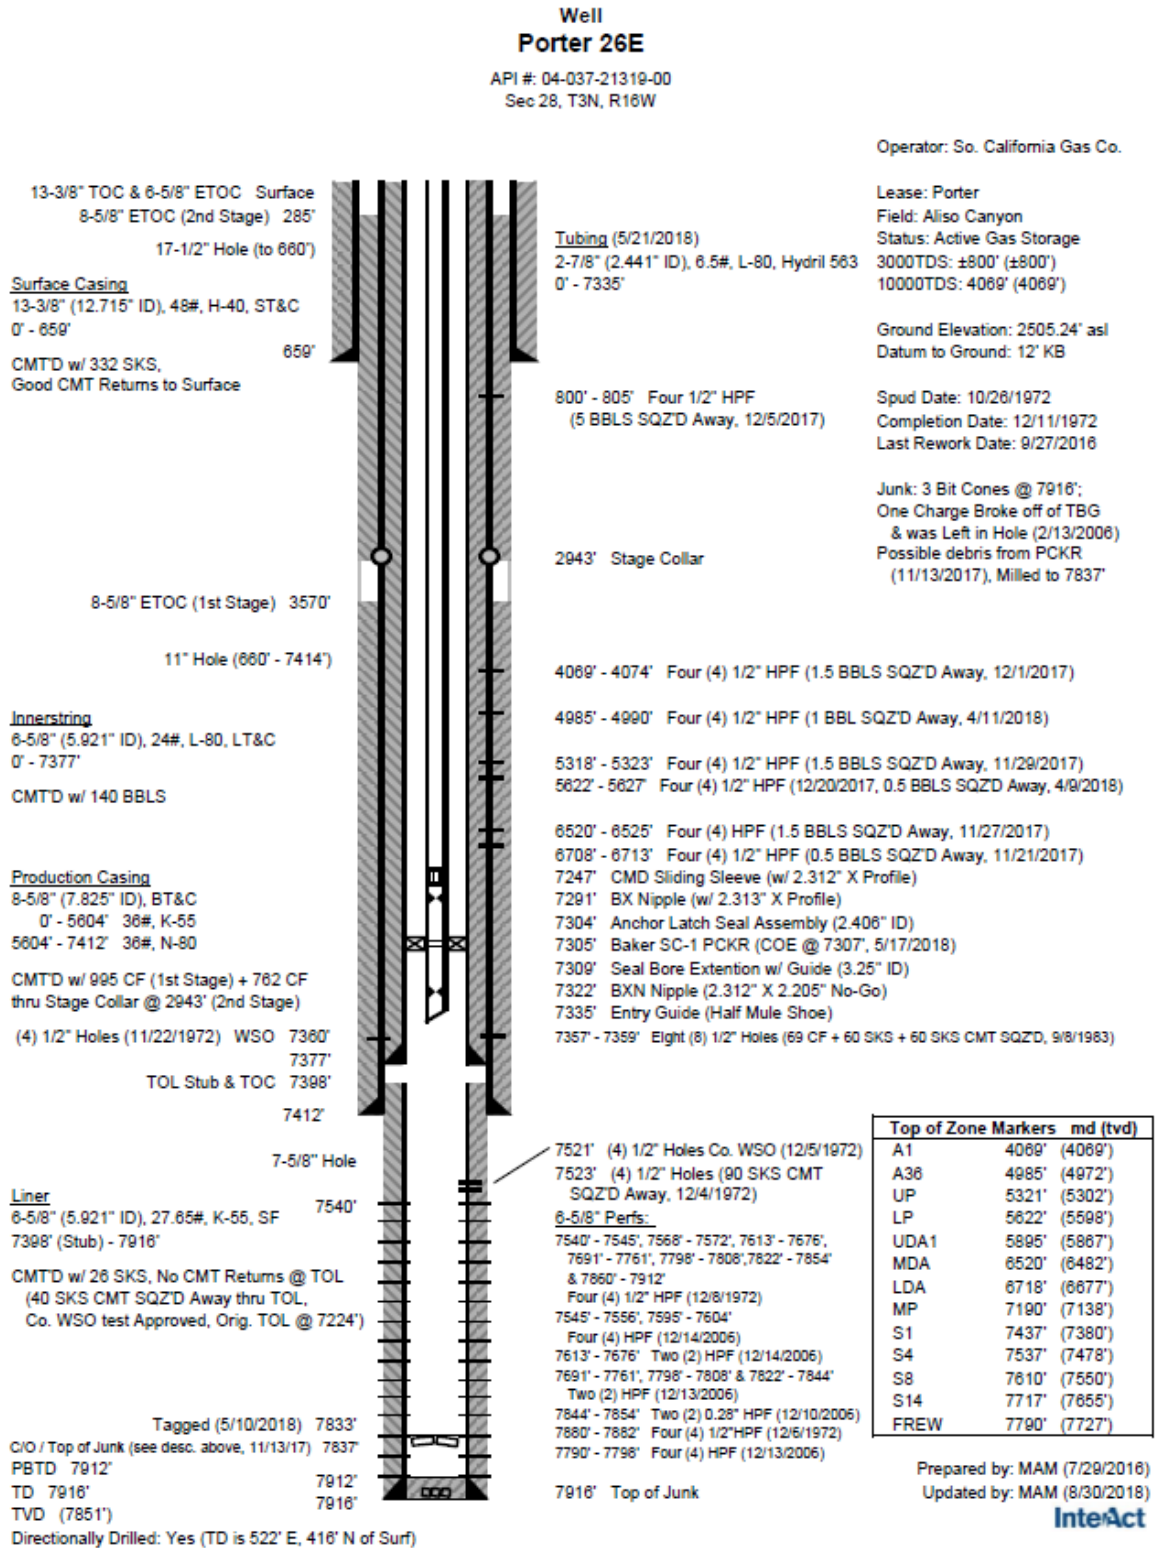 Well
Porter 26E
API #: 04-037-21319-00
Sec 28, T3N, R16W
Operator: So. California Gas Co.
Lease: Porter
Field: Aliso Canyon
Status: Active Gas Storage
3000TDS: ±800' (±800')
10000TDS: 4069' (4069')
Ground Elevation: 2505.24' asl
Datum to Ground: 12' KB
Spud Date: 10/26/1972
Completion Date: 12/11/1972
Last Rework Date: 9/27/2016
Junk: 3 Bit Cones @ 7916';
One Charge Broke off of TBG
& was Left in Hole (2/13/2006)
Possible debris from PCKR
(11/13/2017), Milled to 7837'
13-3/8" TOC & 6-5/8" ETOC Surface
8-5/8" ETOC (2nd Stage) 285'
17-1/2" Hole (to 660')
Surface Casing
13-3/8" (12.715" ID), 48#, H-40, ST&C
0' - 659'
659'
CMT'D w/ 332 SKS,
Good CMT Returns to Surface
8-5/8" ETOC (1st Stage) 3570'
11" Hole (660' - 7414')
Innerstring
6-5/8" (5.921" ID), 24#, L-80, LT&C
0' - 7377'
CMT'D w/ 140 BBLS
Production Casing
8-5/8" (7.825" ID), BT&C
0' - 5604' 36#, K-55
5604' - 7412' 36#, N-80
CMT'D w/ 995 CF (1st Stage) + 762 CF
thru Stage Collar @ 2943' (2nd Stage)
(4) 1/2" Holes (11/22/1972) WSO 7360'
7377'
TOL Stub & TOC 7398'
7412'
7-5/8" Hole
Liner
7540'
6-5/8" (5.921" ID), 27.65#, K-55, SF
7398' (Stub) - 7916'
CMT'D w/ 26 SKS, No CMT Returns @ TOL
(40 SKS CMT SQZ'D Away thru TOL,
Co. WSO test Approved, Orig. TOL @ 7224')
Tagged (5/10/2018) 7833'
C/O / Top of Junk (see desc. above, 11/13/17) 7837'
PBTD 7912'
7912'
TD 7916'
7916'
TVD (7851')
Directionally Drilled: Yes (TD is 522' E, 416' N of Surf)
Tubing (5/21/2018)
2-7/8" (2.441" ID), 6.5#, L-80, Hydril 563
0' - 7335'
800' - 805' Four 1/2" HPF
(5 BBLS SQZ'D Away, 12/5/2017)
2943' Stage Collar
4069' - 4074' Four (4) 1/2" HPF (1.5 BBLS SQZ'D Away, 12/1/2017)
4985' - 4990' Four (4) 1/2" HPF (1 BBL SQZ'D Away, 4/11/2018)
5318' - 5323' Four (4) 1/2" HPF (1.5 BBLS SQZ'D Away, 11/29/2017)
5622' - 5627' Four (4) 1/2" HPF (12/20/2017, 0.5 BBLS SQZ'D Away, 4/9/2018)
6520' - 6525' Four (4) HPF (1.5 BBLS SQZ'D Away, 11/27/2017)
6708' - 6713' Four (4) 1/2" HPF (0.5 BBLS SQZ'D Away, 11/21/2017)
7247' CMD Sliding Sleeve (w/ 2.312" X Profile)
7291' BX Nipple (w/ 2.313" X Profile)
7304' Anchor Latch Seal Assembly (2.406" ID)
7305' Baker SC-1 PCKR (COE @ 7307', 5/17/2018)
7309' Seal Bore Extention w/ Guide (3.25" ID)
7322' BXN Nipple (2.312" X 2.205" No-Go)
7335' Entry Guide (Half Mule Shoe)
7357' - 7359' Eight (8) 1/2" Holes (69 CF + 60 SKS + 60 SKS CMT SQZ'D, 9/8/1983)
7521' (4) 1/2" Holes Co. WSO (12/5/1972)
7523' (4) 1/2" Holes (90 SKS CMT
SQZ'D Away, 12/4/1972)
6-5/8" Perfs:
7540' - 7545', 7568' - 7572', 7613' - 7676',
7691' - 7761', 7798' - 7808',7822' - 7854'
& 7860' - 7912'
Four (4) 1/2" HPF (12/8/1972)
7545' - 7556', 7595' - 7604'
Four (4) HPF (12/14/2006)
7613' - 7676' Two (2) HPF (12/14/2006)
7691' - 7761', 7798' - 7808' & 7822' - 7844'
Two (2) HPF (12/13/2006)
7844' - 7854' Two (2) 0.28" HPF (12/10/2006)
7880' - 7882' Four (4) 1/2"HPF (12/6/1972)
7790' - 7798' Four (4) HPF (12/13/2006)
7916' Top of Junk
Top of Zone Markers md (tvd)
A1 4069' (4069')
A36 4985' (4972')
UP 5321' (5302')
LP 5622' (5598')
UDA1 5895' (5867')
MDA 6520' (6482')
LDA 6718' (6677')
MP 7190' (7138')
S1 7437' (7380')
S4 7537' (7478')
S8 7610' (7550')
S14 7717' (7655')
FREW 7790' (7727')
Prepared by: MAM (7/29/2016)
Updated by: MAM (8/30/2018)
InterAct